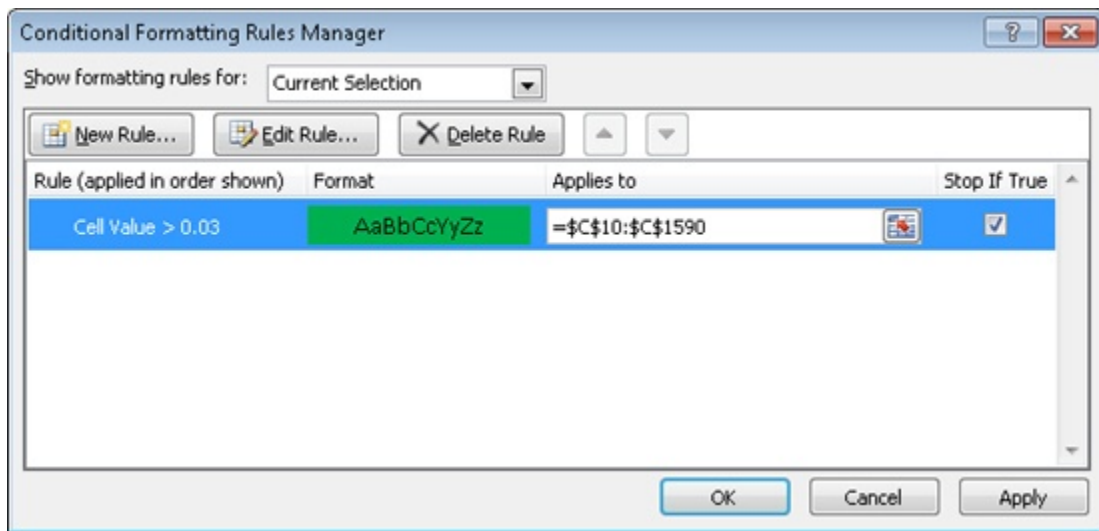 Conditional Formatting Rules Manager
Show formatting rules for: Current Selection
New Rule... Edit Rule... Delete Rule
Rule (applied in order shown) Format Applies to Stop If True
Cell Value > 0.03 AaBbCcYyZz =$C$10:$C$1590
OK Cancel Apply